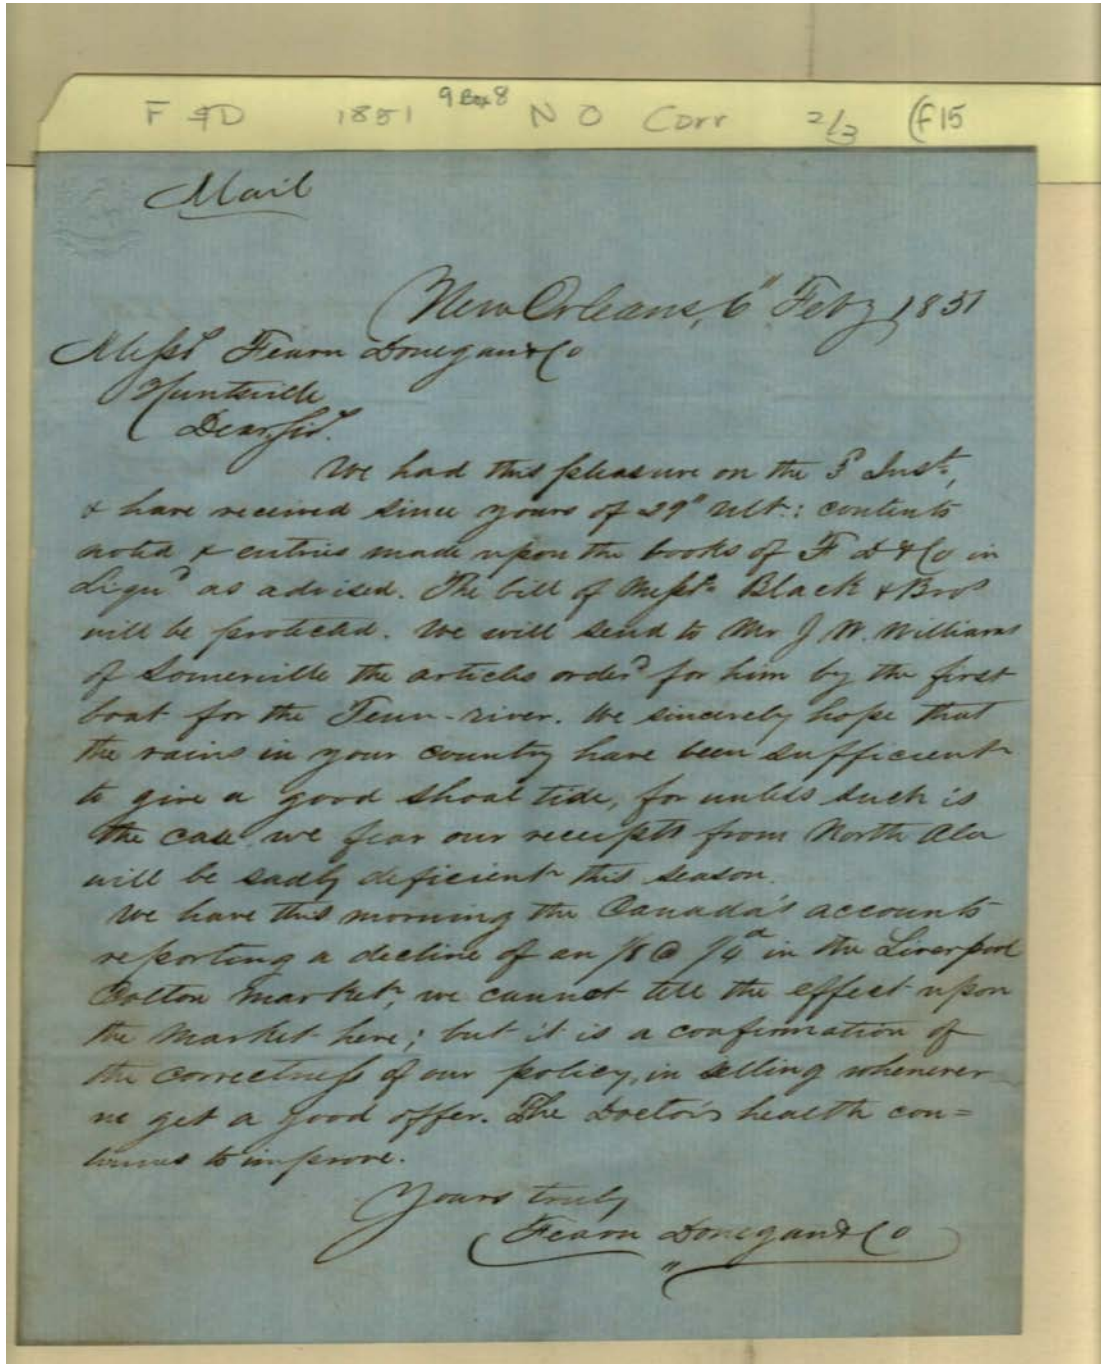 F & D 1851 9 Box 8 N O Corr 2/3 (F15
Mail
New Orleans, 6" Feby 1851
Messrs Fearn Donegan & Co
Huntsville
Dear Sirs.
We had this pleasure on the Inst,
& have received since yours of 29" ult: contents
noted & entries made upon the books of F D & Co in
Liqud as advised. The bill of Messrs Black & Bros
will be protected. We will send to Mr J W. Williams
of Somerville the articles orderd for him by the first
boat for the Tenn-river. We sincerely hope that
the rains in your country have been sufficient
to give a good shoal tide, for unless such is
the case we fear our receipts from North Ala
will be sadly deficient this season.
We have this morning the Canada's accounts
reporting a decline of an 1/8 @ 1/4d in the Liverpool
Cotton market, we cannot tell the effect upon
the market here; but it is a confirmation of
the correctness of our policy, in selling whenever
we get a good offer. The Doctor's health con=
tinues to improve.
Yours truly
Fearn Donegan & Co